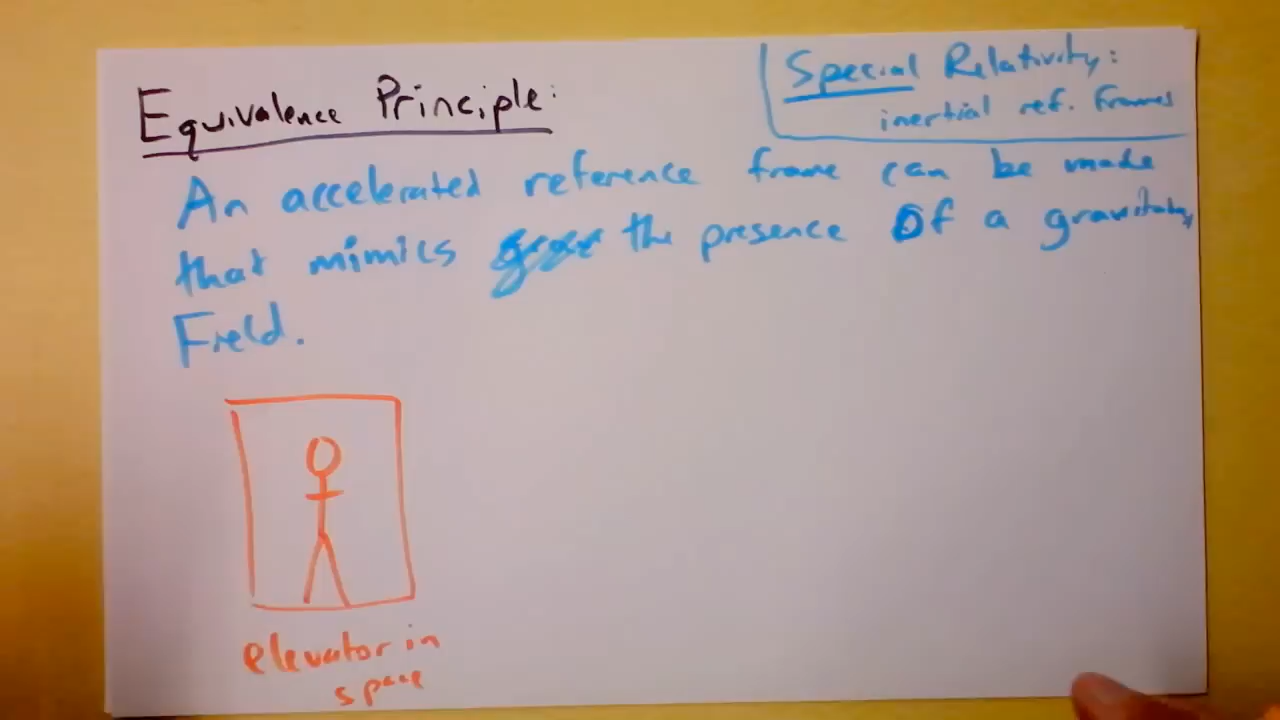 Equivalence Principle:
Special Relativity:
inertial ref. Frames
An accelerated reference frame can be made
that mimics the presence of a gravitational
Field.
elevator in
space